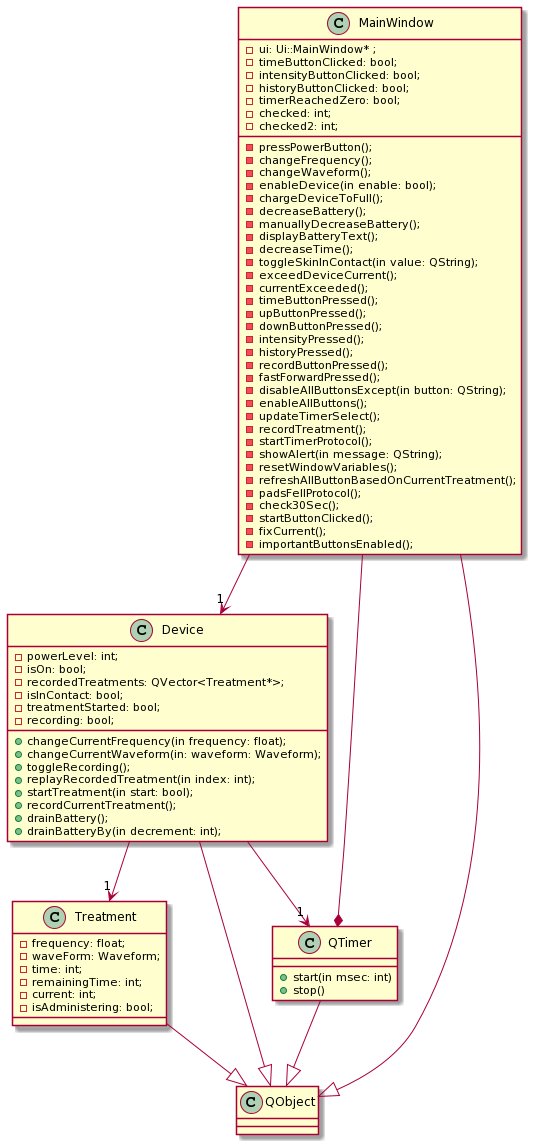 C MainWindow
ui: Ui::MainWindow* ;
timeButtonClicked: bool;
intensityButtonClicked: bool;
historyButtonClicked: bool;
timerReachedZero: bool;
checked: int;
checked2: int;
pressPowerButton();
changeFrequency();
changeWaveform();
enableDevice(in enable: bool);
chargeDeviceToFull();
decreaseBattery();
manuallyDecreaseBattery();
displayBatteryText();
decreaseTime();
toggleSkinInContact(in value: QString);
exceedDeviceCurrent();
currentExceeded();
timeButtonPressed();
upButtonPressed();
downButtonPressed();
intensityPressed();
historyPressed();
recordButtonPressed();
fastForwardPressed();
disableAllButtonsExcept(in button: QString);
enableAllButtons();
updateTimerSelect();
recordTreatment();
startTimerProtocol();
showAlert(in message: QString);
resetWindowVariables();
refreshAllButtonBasedOnCurrentTreatment();
padsFellProtocol();
check30Sec();
startButtonClicked();
fixCurrent();
importantButtonsEnabled();
1
C Device
powerLevel: int;
isOn: bool;
recordedTreatments: QVector<Treatment*>;
isInContact: bool;
treatmentStarted: bool;
recording: bool;
changeCurrentFrequency(in frequency: float);
changeCurrentWaveform(in: waveform: Waveform);
toggleRecording();
replayRecordedTreatment(in index: int);
startTreatment(in start: bool);
recordCurrentTreatment();
drainBattery();
drainBatteryBy(in decrement: int);
1
1
C Treatment
frequency: float;
waveForm: Waveform;
time: int;
remainingTime: int;
current: int;
isAdministering: bool;
C QTimer
start(in msec: int)
stop()
C QObject